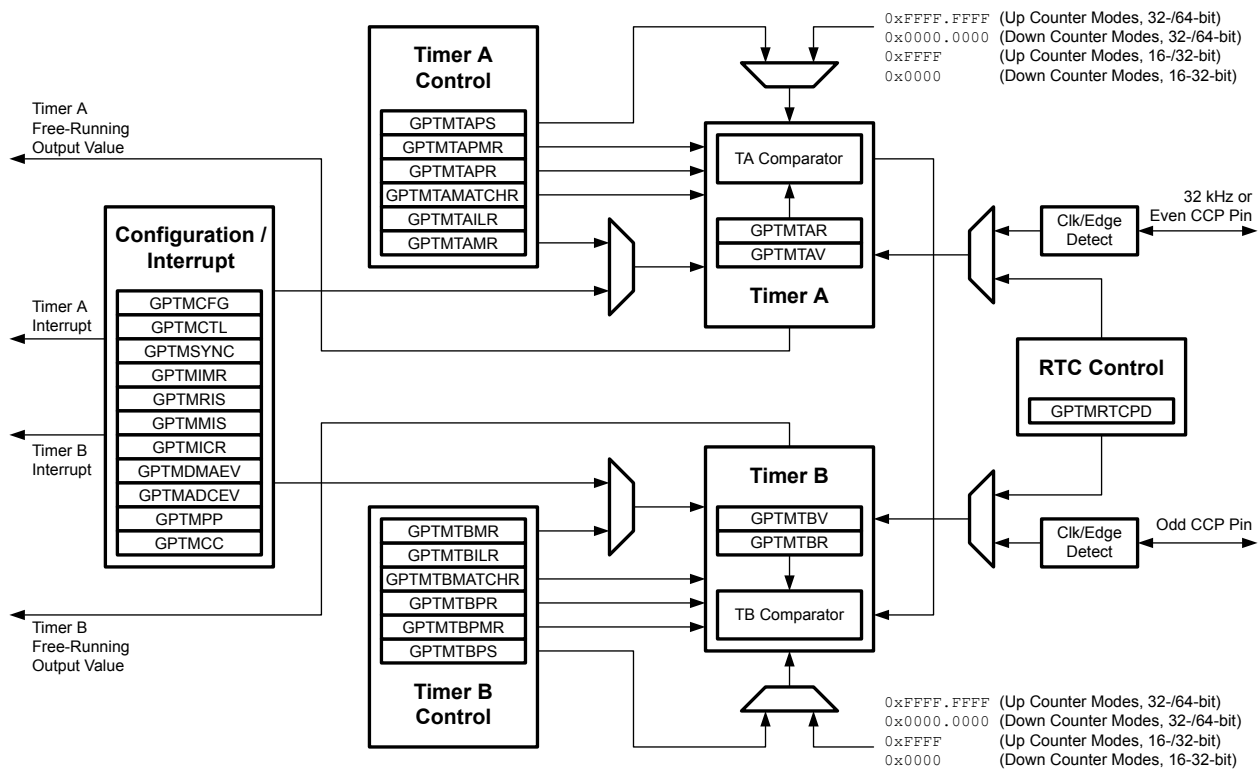 0xFFFF.FFFF (Up Counter Modes, 32-/64-bit)
0x0000.0000 (Down Counter Modes, 32-/64-bit)
0xFFFF (Up Counter Modes, 16-/32-bit)
0x0000 (Down Counter Modes, 16-32-bit)
Timer A
Control
GPTMTAPS
GPTMTAPMR
GPTMTAPR
GPTMTAMATCHR
GPTMTAILR
GPTMTAMR
Timer A
Free-Running
Output Value
TA Comparator
GPTMTAR
GPTMTAV
Timer A
Clk/Edge
Detect
32 kHz or
Even CCP Pin
Configuration /
Interrupt
GPTMCFG
GPTMCTL
GPTMSYNC
GPTMIMR
GPTMRIS
GPTMMIS
GPTMICR
GPTMDMAEV
GPTMADCEV
GPTMPP
GPTMCC
Timer A
Interrupt
Timer B
Interrupt
RTC Control
GPTMRTCPD
Timer B
GPTMTBV
GPTMTBR
TB Comparator
Clk/Edge
Detect
Odd CCP Pin
GPTMTBMR
GPTMTBILR
GPTMTBMATCHR
GPTMTBPR
GPTMTBPMR
GPTMTBPS
Timer B
Control
Timer B
Free-Running
Output Value
0xFFFF.FFFF (Up Counter Modes, 32-/64-bit)
0x0000.0000 (Down Counter Modes, 32-/64-bit)
0xFFFF (Up Counter Modes, 16-/32-bit)
0x0000 (Down Counter Modes, 16-32-bit)